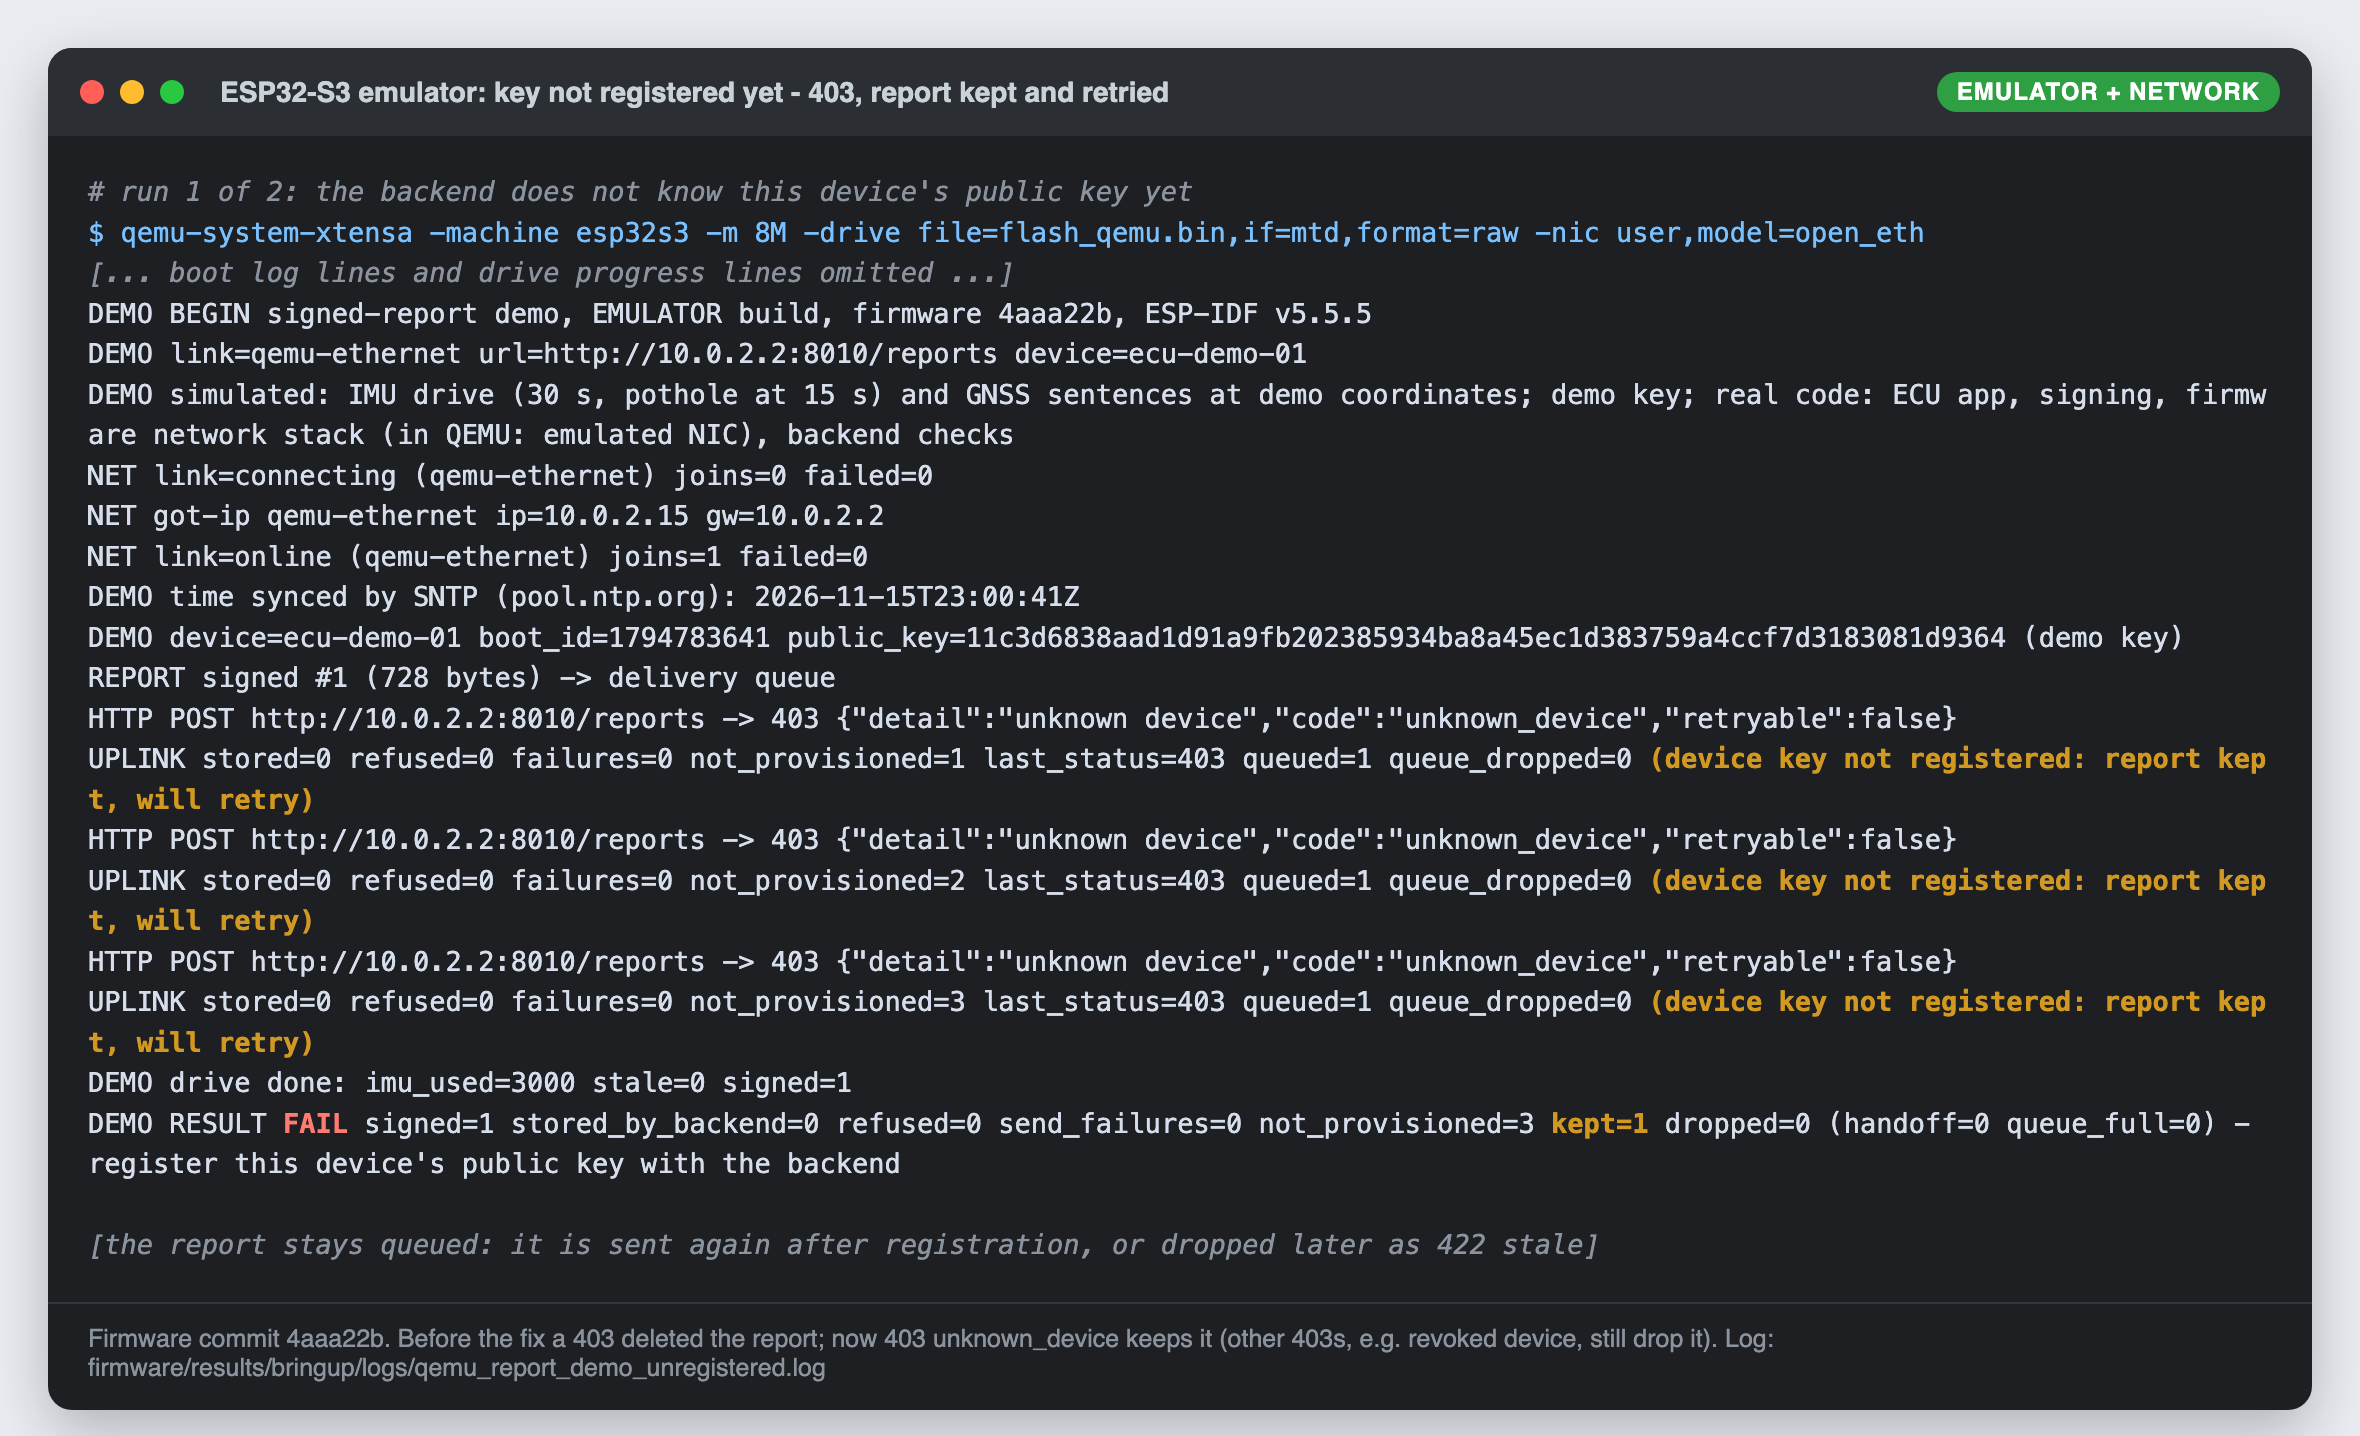 ESP32-S3 emulator: key not registered yet - 403, report kept and retried
EMULATOR + NETWORK
# run 1 of 2: the backend does not know this device's public key yet
$ qemu-system-xtensa -machine esp32s3 -m 8M -drive file=flash_qemu.bin,if=mtd,format=raw -nic user,model=open_eth
[... boot log lines and drive progress lines omitted ...]
DEMO BEGIN signed-report demo, EMULATOR build, firmware 4aaa22b, ESP-IDF v5.5.5
DEMO link=qemu-ethernet url=http://10.0.2.2:8010/reports device=ecu-demo-01
DEMO simulated: IMU drive (30 s, pothole at 15 s) and GNSS sentences at demo coordinates; demo key; real code: ECU app, signing, firmw
are network stack (in QEMU: emulated NIC), backend checks
NET link=connecting (qemu-ethernet) joins=0 failed=0
NET got-ip qemu-ethernet ip=10.0.2.15 gw=10.0.2.2
NET link=online (qemu-ethernet) joins=1 failed=0
DEMO time synced by SNTP (pool.ntp.org): 2026-11-15T23:00:41Z
DEMO device=ecu-demo-01 boot_id=1794783641 public_key=11c3d6838aad1d91a9fb202385934ba8a45ec1d383759a4ccf7d3183081d9364 (demo key)
REPORT signed #1 (728 bytes) -> delivery queue
HTTP POST http://10.0.2.2:8010/reports -> 403 {"detail":"unknown device","code":"unknown_device","retryable":false}
UPLINK stored=0 refused=0 failures=0 not_provisioned=1 last_status=403 queued=1 queue_dropped=0 (device key not registered: report kep
t, will retry)
HTTP POST http://10.0.2.2:8010/reports -> 403 {"detail":"unknown device","code":"unknown_device","retryable":false}
UPLINK stored=0 refused=0 failures=0 not_provisioned=2 last_status=403 queued=1 queue_dropped=0 (device key not registered: report kep
t, will retry)
HTTP POST http://10.0.2.2:8010/reports -> 403 {"detail":"unknown device","code":"unknown_device","retryable":false}
UPLINK stored=0 refused=0 failures=0 not_provisioned=3 last_status=403 queued=1 queue_dropped=0 (device key not registered: report kep
t, will retry)
DEMO drive done: imu_used=3000 stale=0 signed=1
DEMO RESULT FAIL signed=1 stored_by_backend=0 refused=0 send_failures=0 not_provisioned=3 kept=1 dropped=0 (handoff=0 queue_full=0) -
register this device's public key with the backend
[the report stays queued: it is sent again after registration, or dropped later as 422 stale]
Firmware commit 4aaa22b. Before the fix a 403 deleted the report; now 403 unknown_device keeps it (other 403s, e.g. revoked device, still drop it). Log:
firmware/results/bringup/logs/qemu_report_demo_unregistered.log